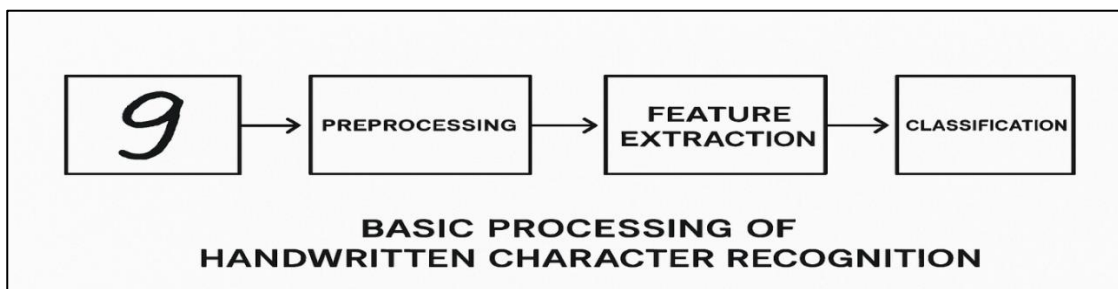 9
PREPROCESSING
FEATURE
EXTRACTION
CLASSIFICATION
BASIC PROCESSING OF
HANDWRITTEN CHARACTER RECOGNITION